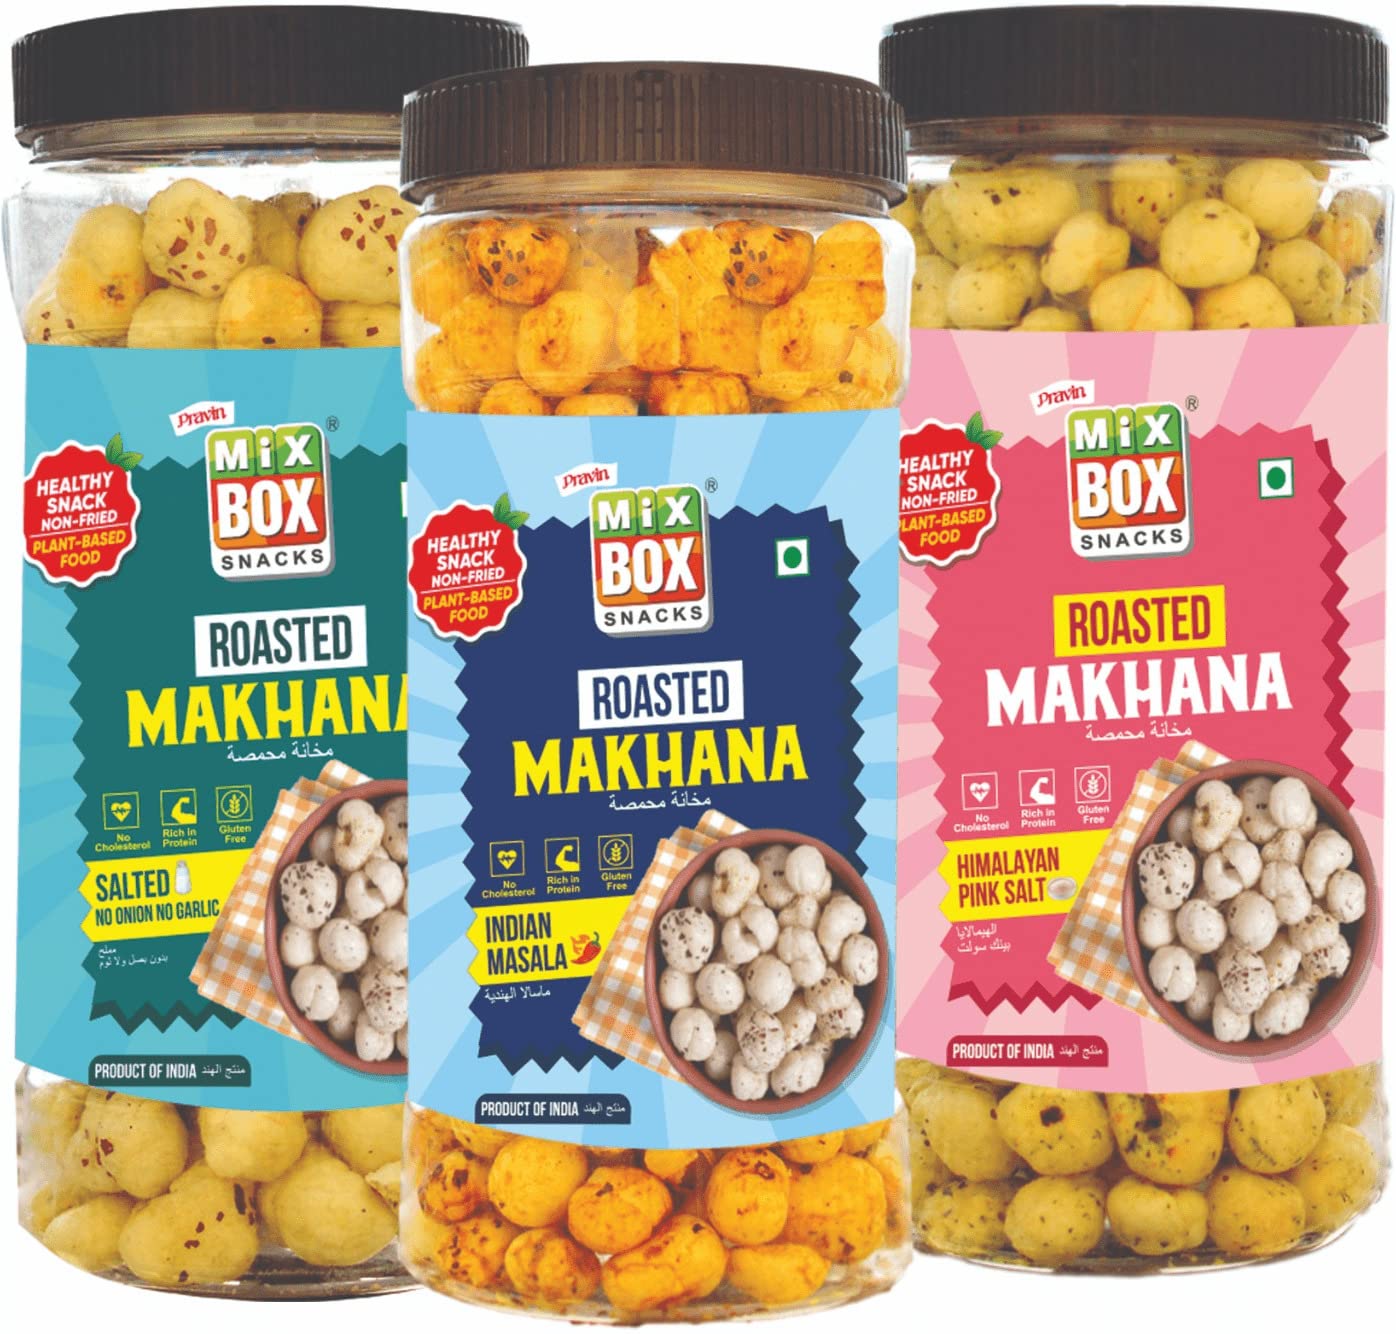 Pravin
MiX
BOX
SNACKS
®
HEALTHY
SNACK
NON-FRIED
PLANT-BASED
FOOD
ROASTED
MAKHANA
مخانة محمصة
No
Cholesterol
Rich in
Protein
Gluten
Free
SALTED
NO ONION NO GARLIC
مملح
بدون بصل ولا ثوم
PRODUCT OF INDIA منتج الهند
Pravin
MiX
BOX
SNACKS
®
HEALTHY
SNACK
NON-FRIED
PLANT-BASED
FOOD
ROASTED
MAKHANA
مخانة محمصة
No
Cholesterol
Rich in
Protein
Gluten
Free
INDIAN
MASALA
ماسالا الهندية
PRODUCT OF INDIA منتج الهند
Pravin
MiX
BOX
SNACKS
®
HEALTHY
SNACK
NON-FRIED
PLANT-BASED
FOOD
ROASTED
MAKHANA
مخانة محمصة
No
Cholesterol
Rich in
Protein
Gluten
Free
HIMALAYAN
PINK SALT
الهيمالايا
بينك سولت
PRODUCT OF INDIA منتج الهند